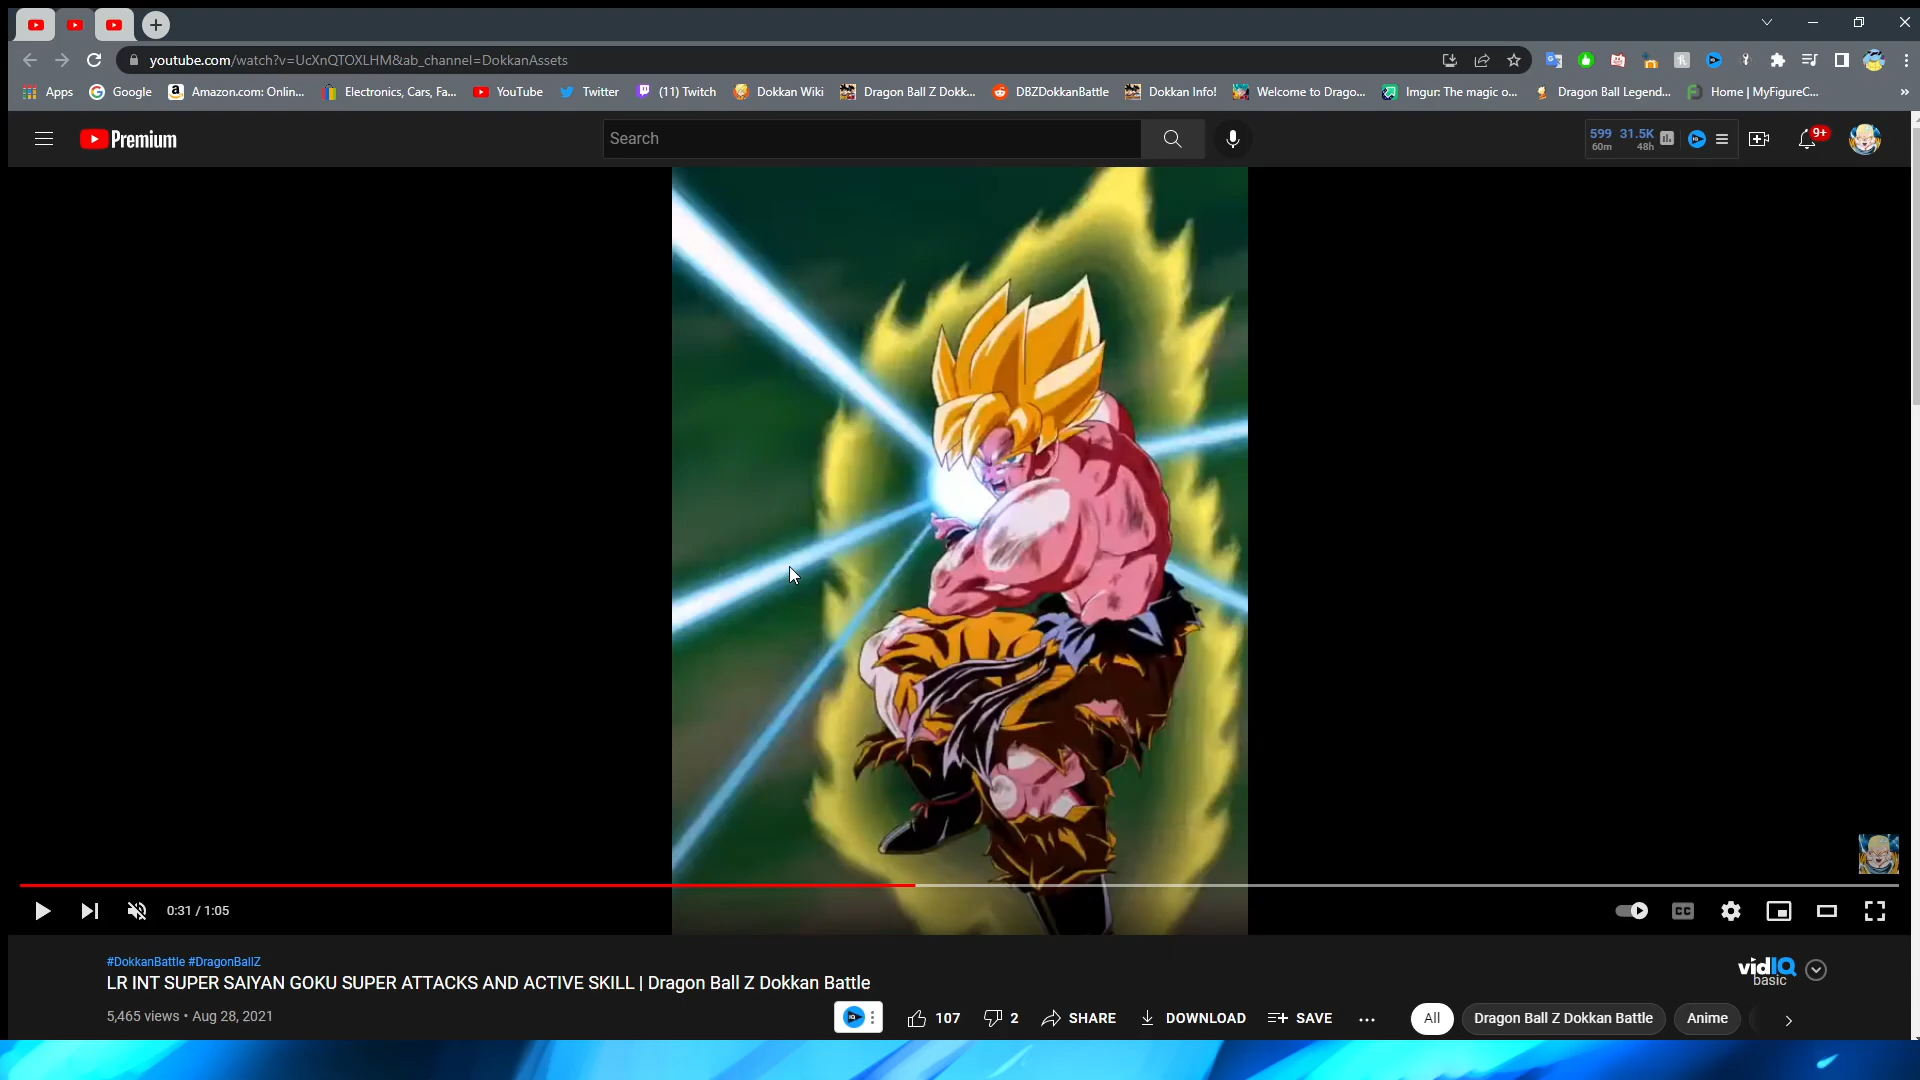 youtube.com/watch?v=UcXnQTOXLHM&ab_channel=DokkanAssets
Apps Google Amazon.com: Onlin... Electronics, Cars, Fa... YouTube Twitter (11) Twitch Dokkan Wiki Dragon Ball Z Dokk... DBZDokkanBattle Dokkan Info! Welcome to Drago... Imgur: The magic o... Dragon Ball Legend... Home | MyFigureC... »
Premium Search 599 31.5K 9+
60m 48h
0:31 / 1:05 CC
#DokkanBattle #DragonBallZ
LR INT SUPER SAIYAN GOKU SUPER ATTACKS AND ACTIVE SKILL | Dragon Ball Z Dokkan Battle
vidIQ
basic
5,465 views • Aug 28, 2021 107 2 SHARE DOWNLOAD SAVE ... All Dragon Ball Z Dokkan Battle Anime